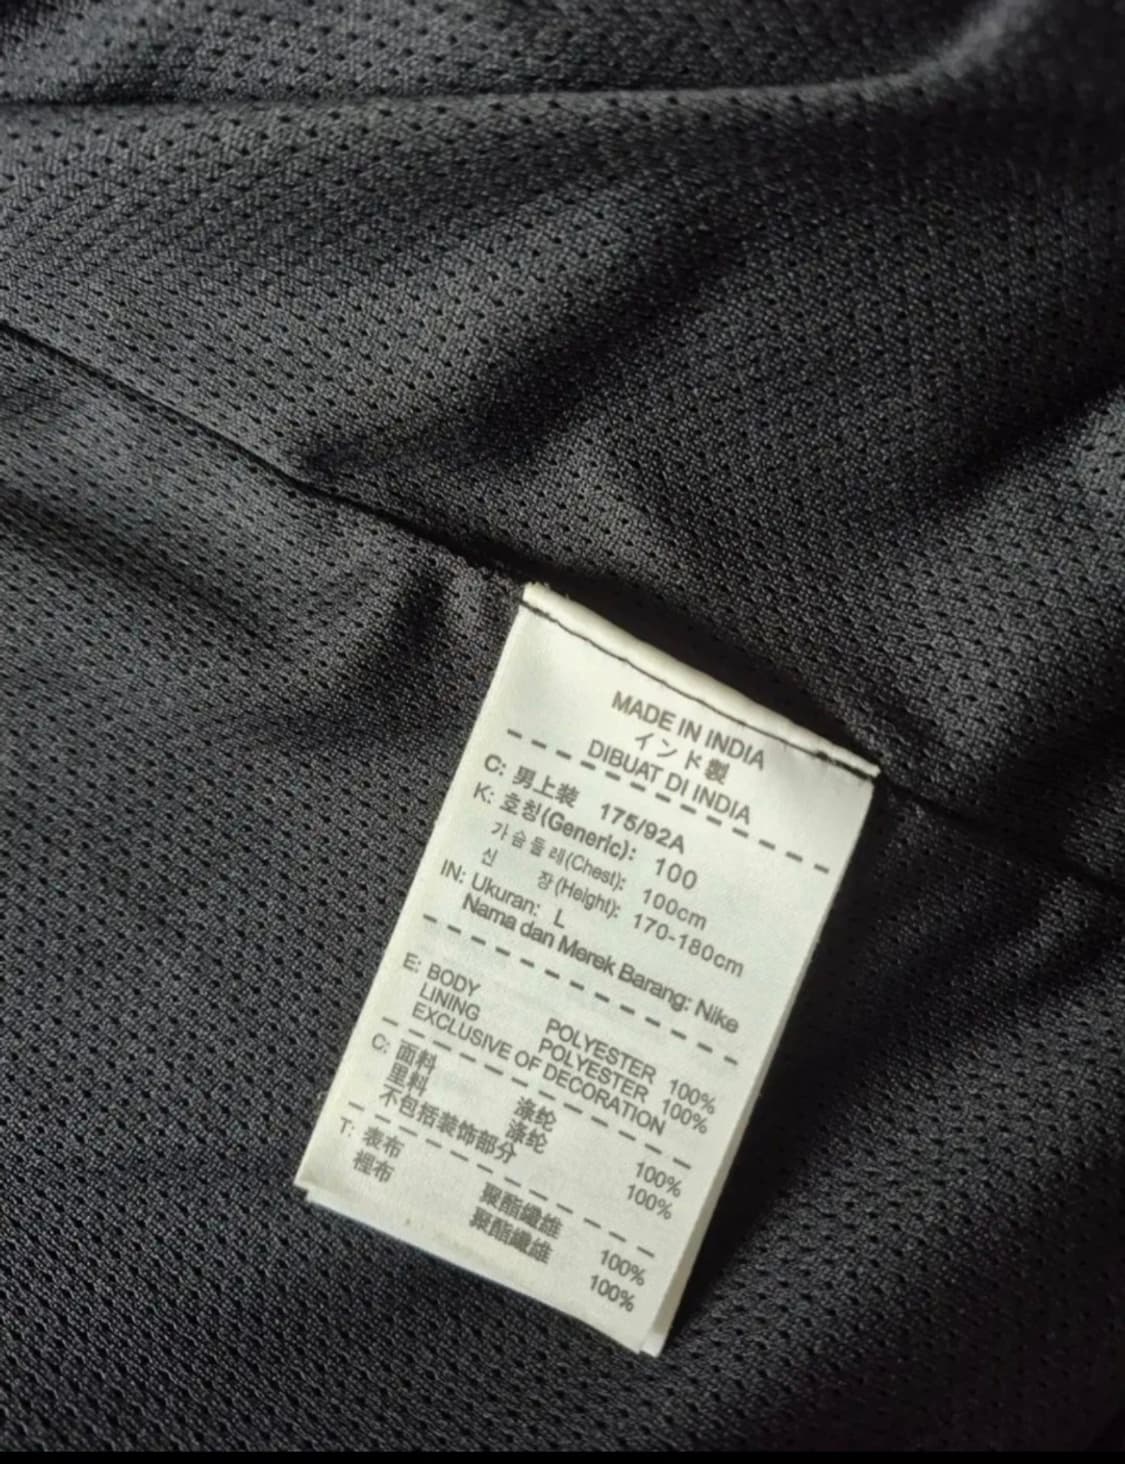 MADE IN INDIA
インド製
DIBUAT DI INDIA
C: 男上装 175/92A
K: 호칭(Generic): 100
가슴둘레(Chest): 100cm
신 장(Height): 170-180cm
IN: Ukuran: L
Nama dan Merek Barang: Nike
E: BODY POLYESTER 100%
LINING POLYESTER 100%
EXCLUSIVE OF DECORATION
C: 面料 涤纶 100%
里料 涤纶 100%
不包括装饰部分
T: 表布 聚酯纖維 100%
裡布 聚酯纖維 100%